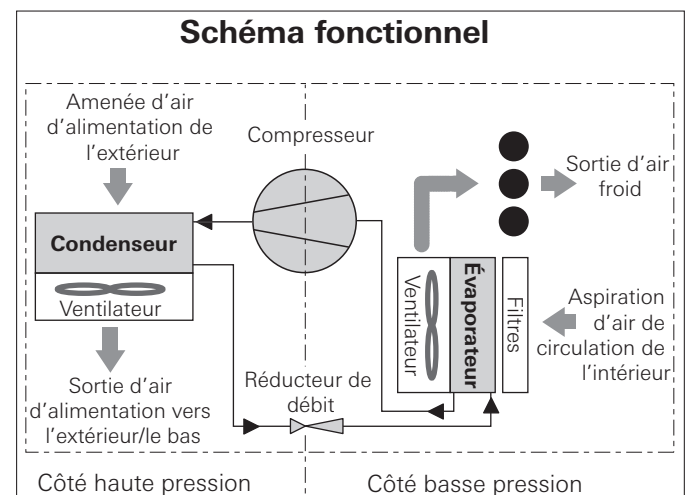 Schéma fonctionnel
Amenée d'air
d'alimentation de
l'extérieur
Compresseur
Sortie d'air
froid
Condenseur
Ventilateur
Ventilateur
Évaporateur
Filtres
Aspiration
d'air de
circulation de
l'intérieur
Sortie d'air
d'alimentation vers
l'extérieur/le bas
Réducteur de
débit
Côté haute pression
Côté basse pression